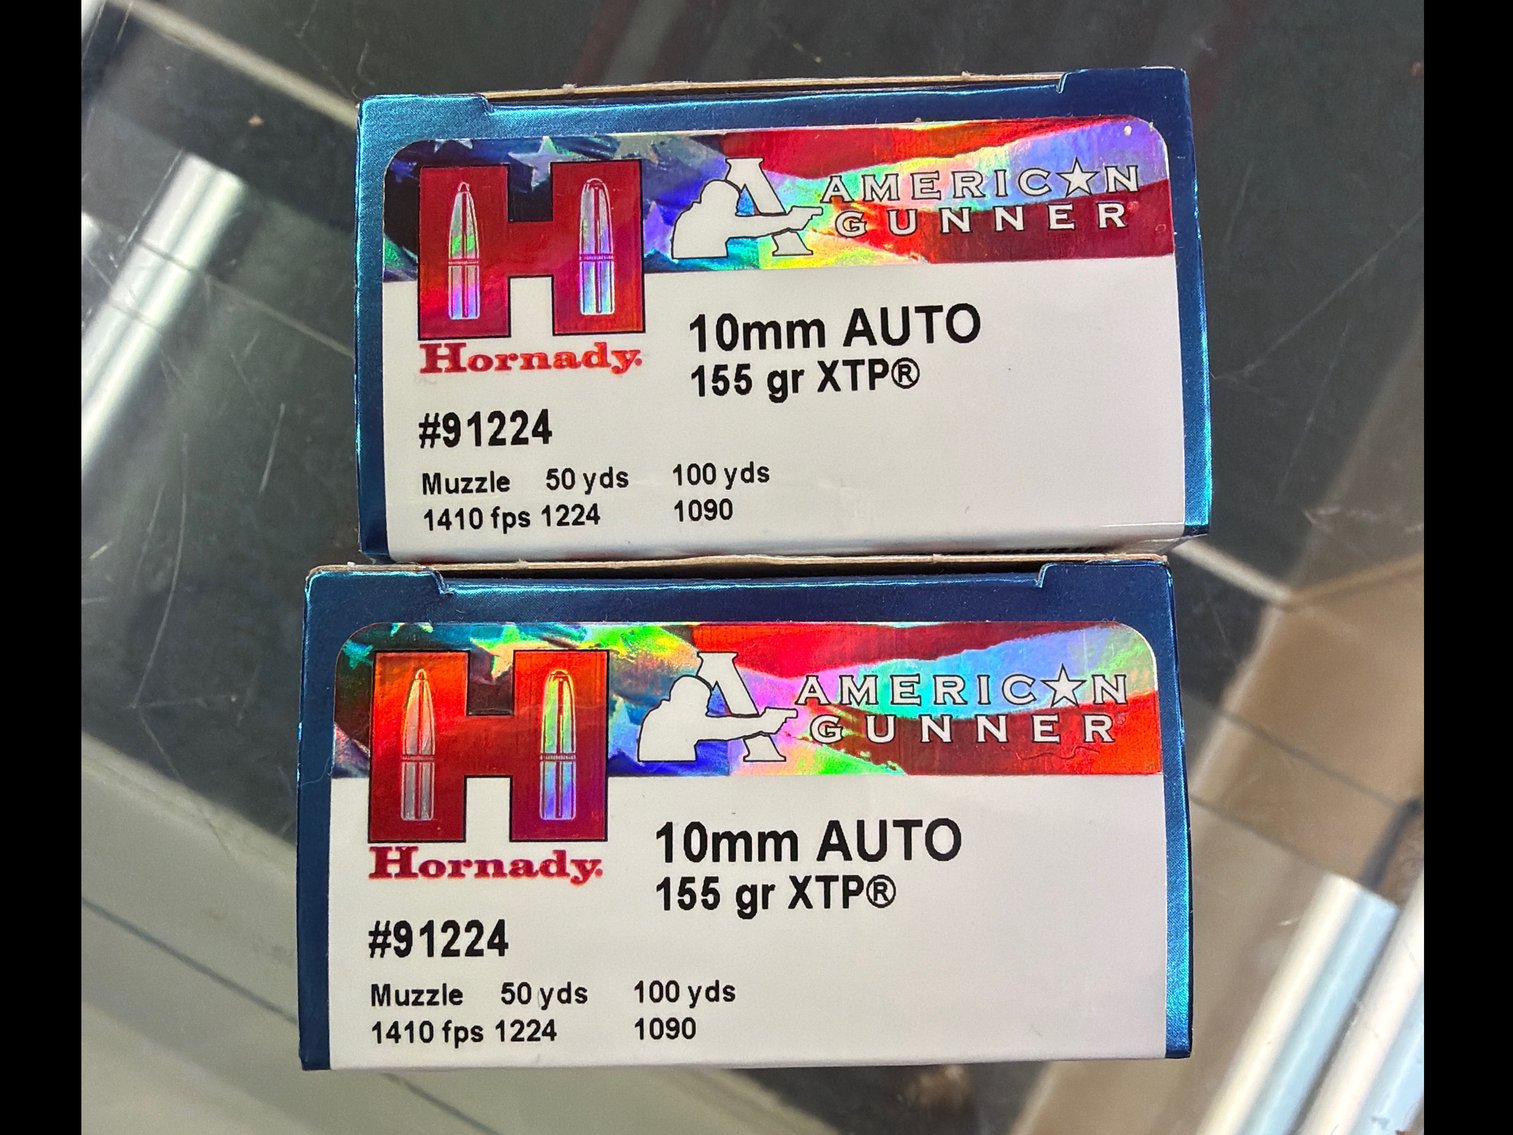 AMERICAN
GUNNER
Hornady.
10mm AUTO
155 gr XTP®
#91224
Muzzle 50 yds 100 yds
1410 fps 1224 1090
AMERICAN
GUNNER
Hornady.
10mm AUTO
155 gr XTP®
#91224
Muzzle 50 yds 100 yds
1410 fps 1224 1090